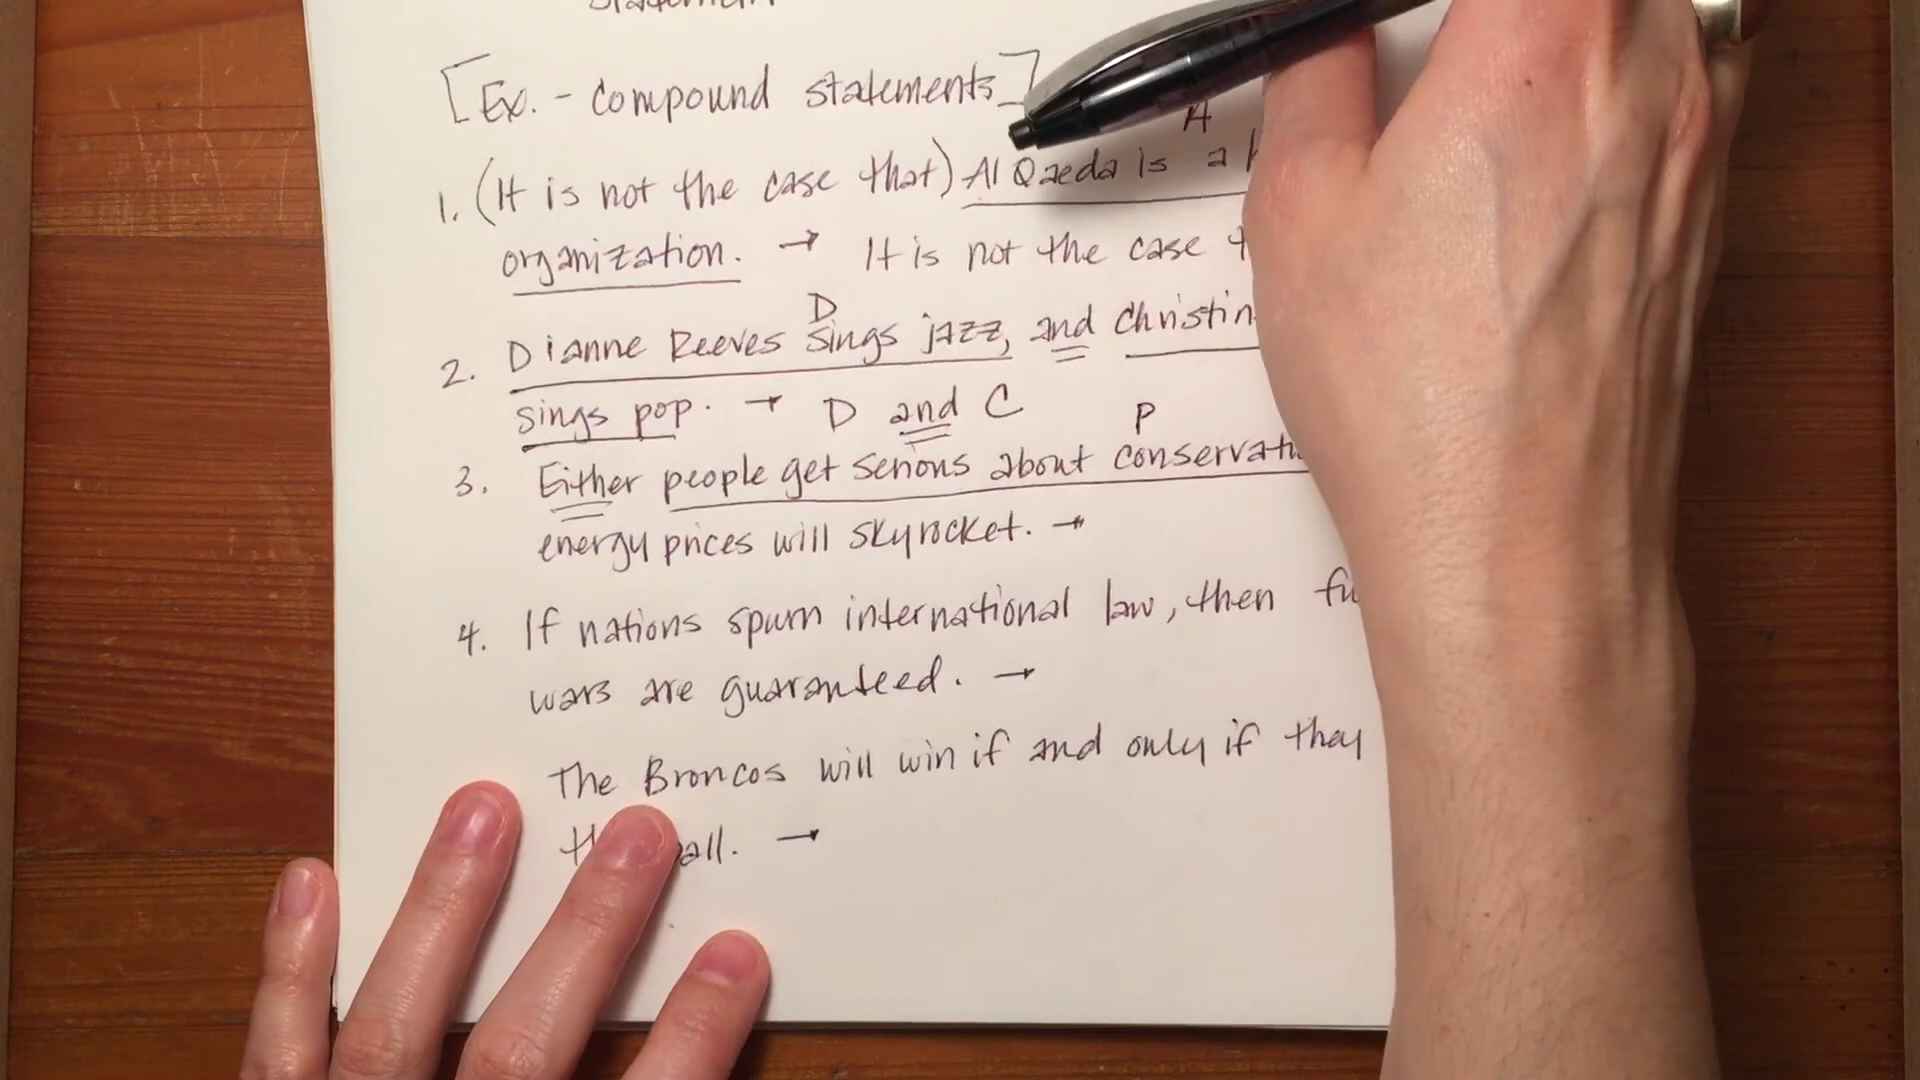 [Ex. - compound statements]
A
1. (It is not the case that) Al Qaeda is a
organization. → It is not the case
D
2. Dianne Reeves sings jazz, and
sings pop. → D and C
P
3. Either people get serious about
energy prices will skyrocket. →
4. If nations spurn international law, then
wars are guaranteed. →
The Broncos will win if and only if they
→